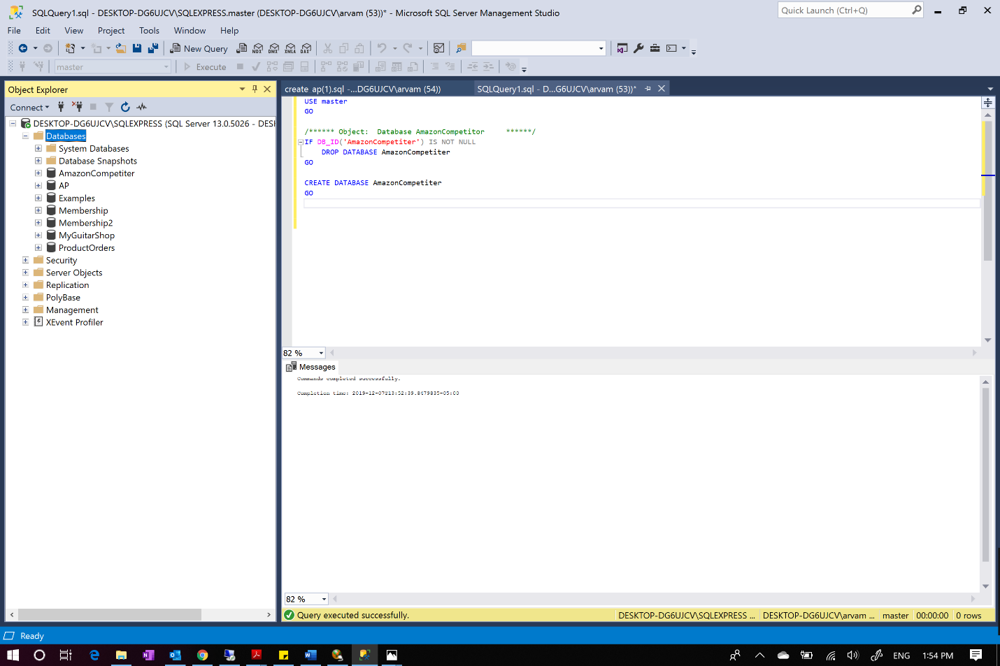 SQLQuery1.sql - DESKTOP-DG6UJCV\SQLEXPRESS.master (DESKTOP-DG6UJCV\arvam (53))* - Microsoft SQL Server Management Studio
Quick Launch (Ctrl+Q)
File Edit View Project Tools Window Help
New Query
MDX DMX XMLA DAX
master
Execute
Object Explorer
Connect
DESKTOP-DG6UJCV\SQLEXPRESS (SQL Server 13.0.5026 - DESI
Databases
System Databases
Database Snapshots
AmazonCompetiter
AP
Examples
Membership
Membership2
MyGuitarShop
ProductOrders
Security
Server Objects
Replication
PolyBase
Management
XEvent Profiler
create ap(1).sql -...DG6UJCV\arvam (54))
SQLQuery1.sql - D...G6UJCV\arvam (53))*
USE master
GO
/****** Object:  Database AmazonCompetitor     ******/
IF DB_ID('AmazonCompetiter') IS NOT NULL
DROP DATABASE AmazonCompetiter
GO
CREATE DATABASE AmazonCompetiter
GO
82 %
Messages
Commands completed successfully.
Completion time: 2019-12-07T13:52:39.8479835-05:00
82 %
Query executed successfully.
DESKTOP-DG6UJCV\SQLEXPRESS ... DESKTOP-DG6UJCV\arvam ... master 00:00:00 0 rows
Ready
ENG 1:54 PM